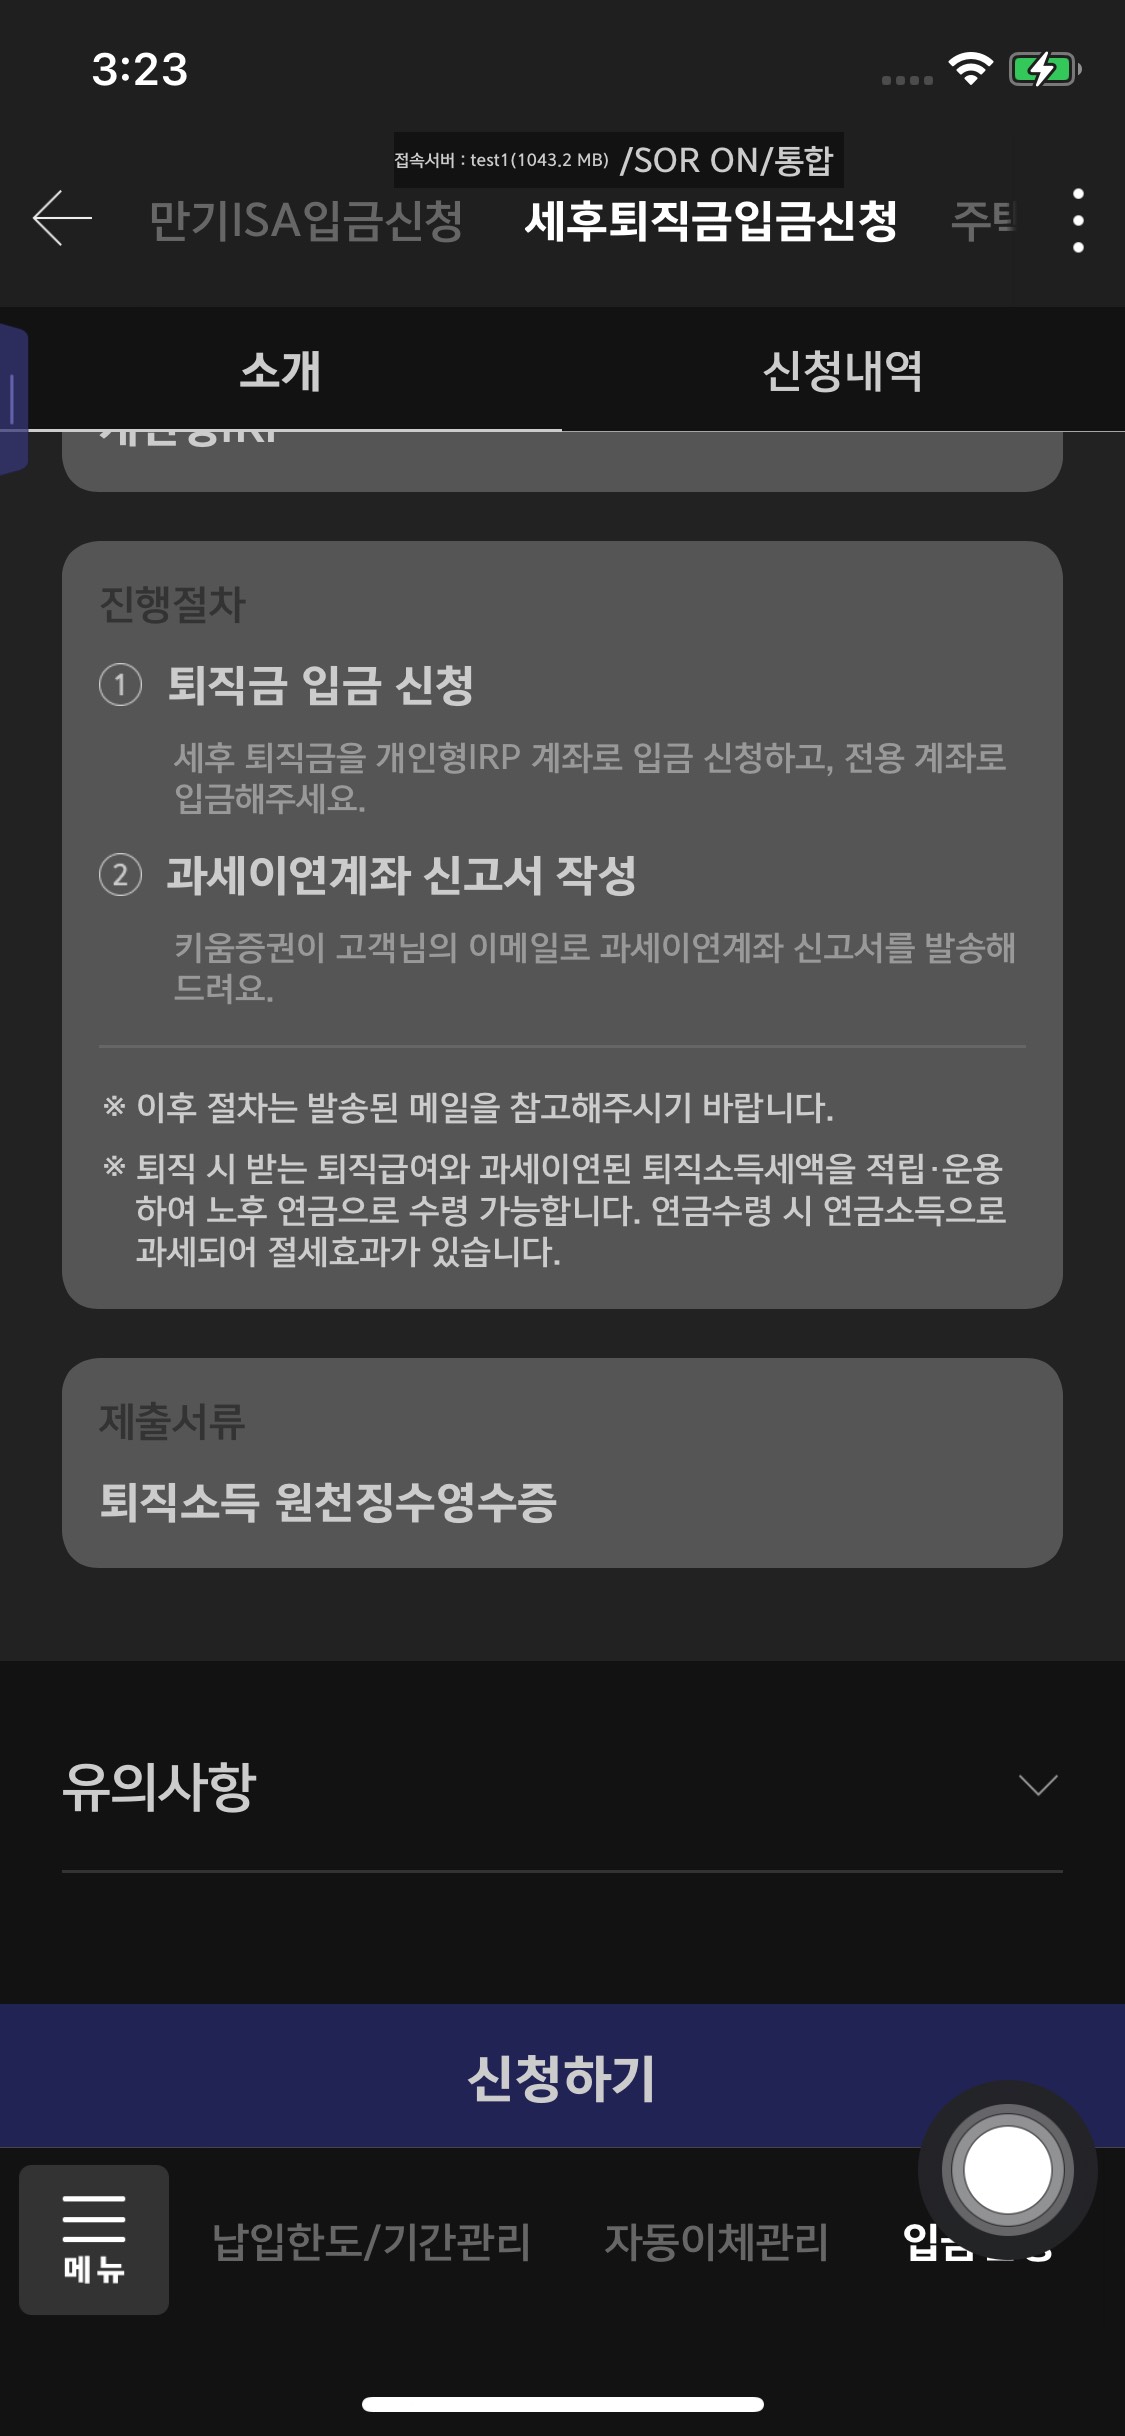 3:23
접속서버 : test1(1043.2 MB) /SOR ON/통합
만기ISA입금신청 세후퇴직금입금신청
소개 신청내역
개인형IRP
진행절차
① 퇴직금 입금 신청
세후 퇴직금을 개인형IRP 계좌로 입금 신청하고, 전용 계좌로
입금해주세요.
② 과세이연계좌 신고서 작성
키움증권이 고객님의 이메일로 과세이연계좌 신고서를 발송해
드려요.
※ 이후 절차는 발송된 메일을 참고해주시기 바랍니다.
※ 퇴직 시 받는 퇴직급여와 과세이연된 퇴직소득세액을 적립·운용
하여 노후 연금으로 수령 가능합니다. 연금수령 시 연금소득으로
과세되어 절세효과가 있습니다.
제출서류
퇴직소득 원천징수영수증
유의사항
신청하기
메뉴 납입한도/기간관리 자동이체관리